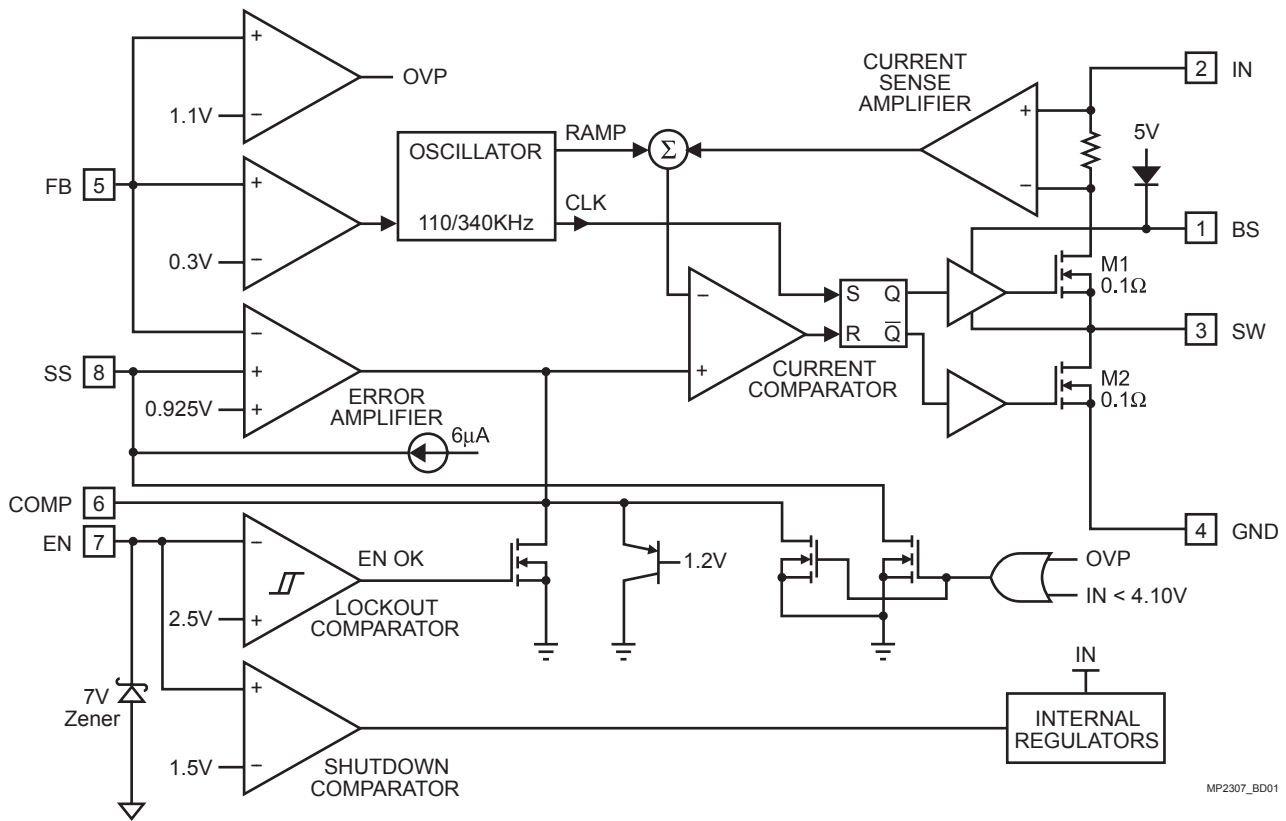 +
OVP
1.1V
−
CURRENT
SENSE
AMPLIFIER
+
−
2 IN
5V
FB 5
+
0.3V
−
OSCILLATOR
110/340KHz
RAMP
Σ
CLK
1 BS
M1
0.1Ω
3 SW
M2
0.1Ω
4 GND
S Q
R Q̅
−
+
CURRENT
COMPARATOR
SS 8
−
+
0.925V
+
ERROR
AMPLIFIER
6µA
COMP 6
EN 7
−
2.5V
+
EN OK
LOCKOUT
COMPARATOR
1.2V
OVP
IN < 4.10V
7V
Zener
+
1.5V
−
SHUTDOWN
COMPARATOR
IN
INTERNAL
REGULATORS
MP2307_BD01